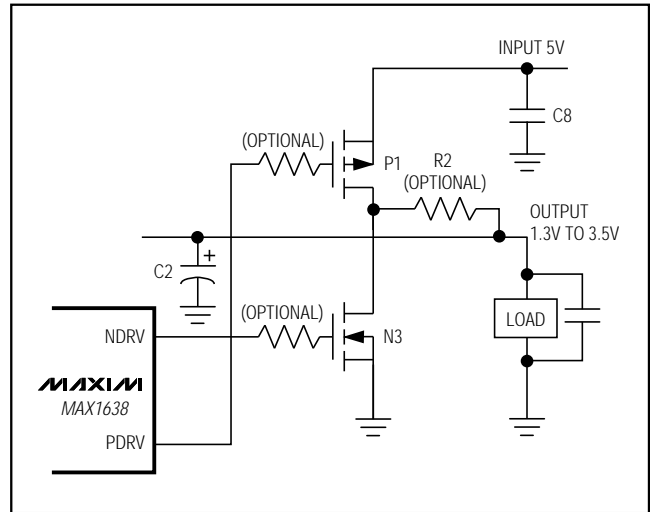 INPUT 5V
C8
(OPTIONAL)
P1
R2
(OPTIONAL)
OUTPUT
1.3V TO 3.5V
+
C2
(OPTIONAL)
LOAD
NDRV
N3
MAXIM
MAX1638
PDRV